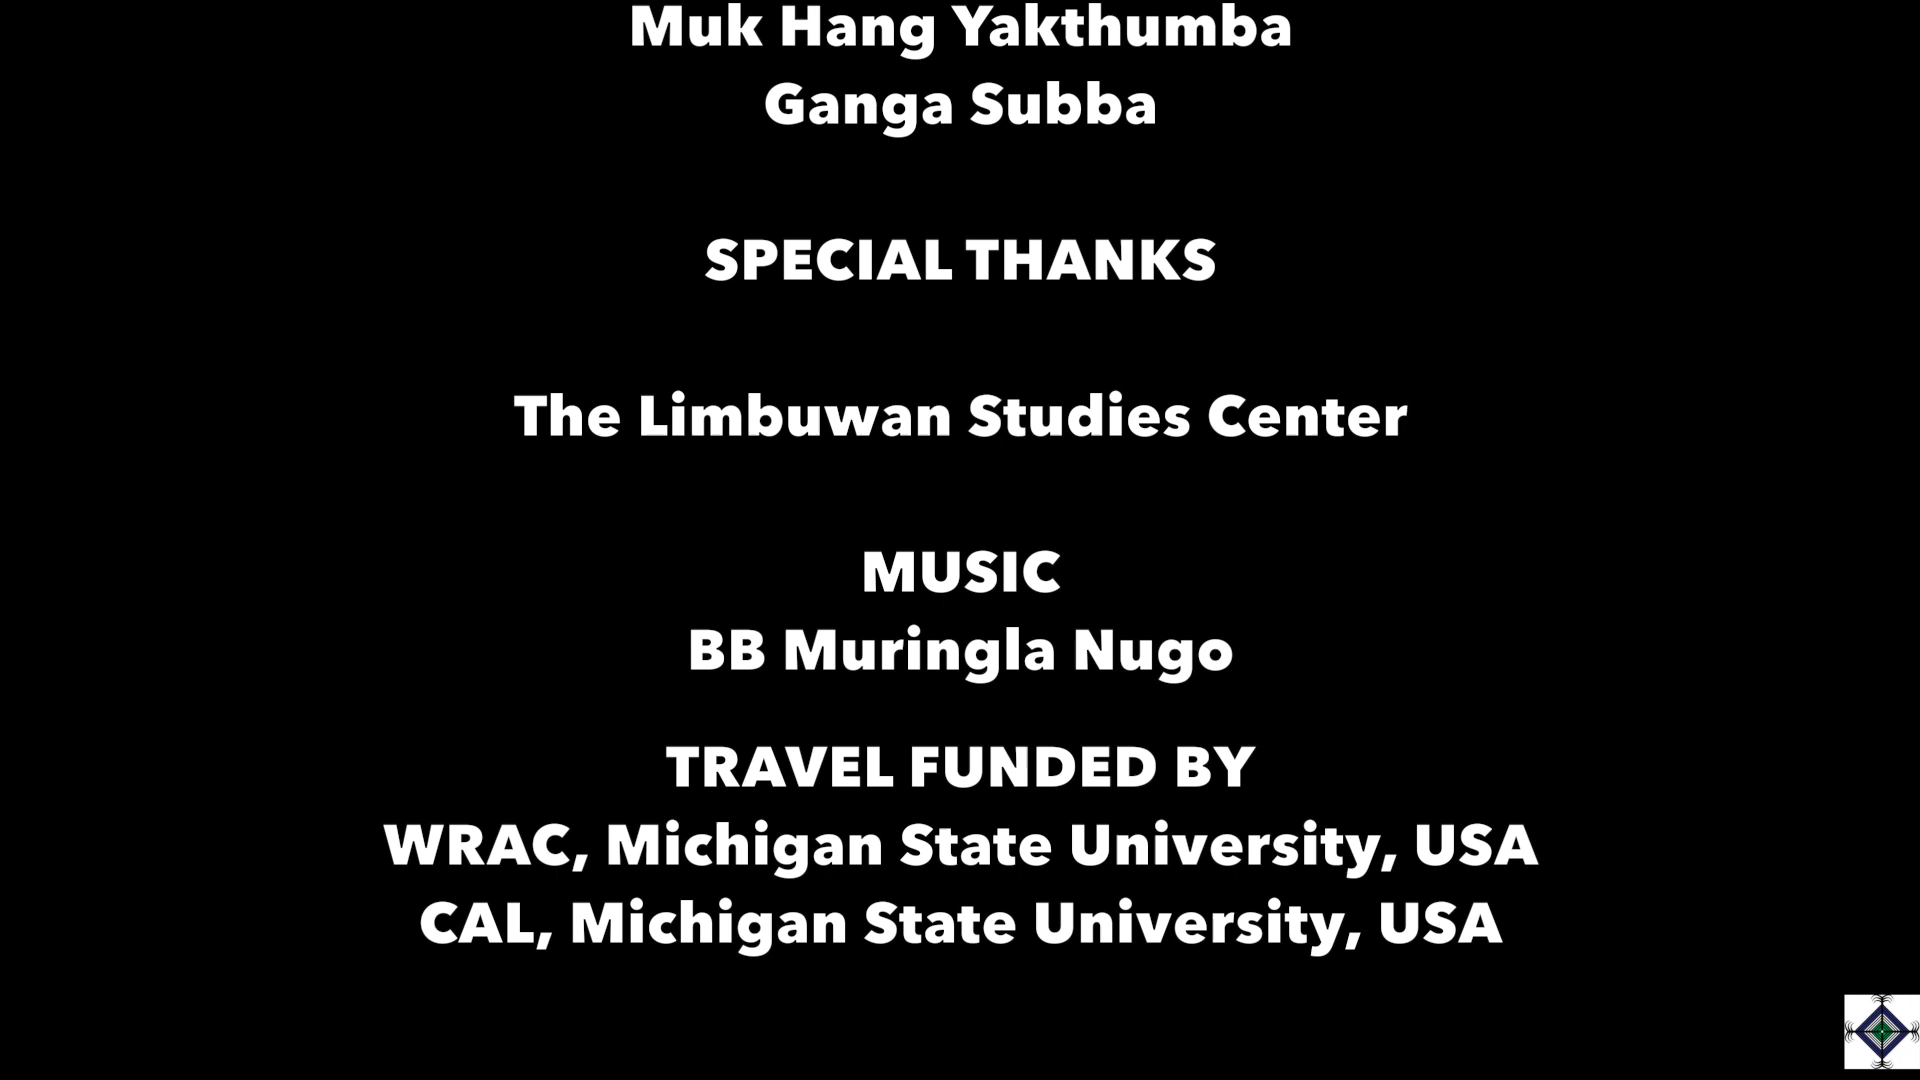 Muk Hang Yakthumba
Ganga Subba
SPECIAL THANKS
The Limbuwan Studies Center
MUSIC
BB Muringla Nugo
TRAVEL FUNDED BY
WRAC, Michigan State University, USA
CAL, Michigan State University, USA